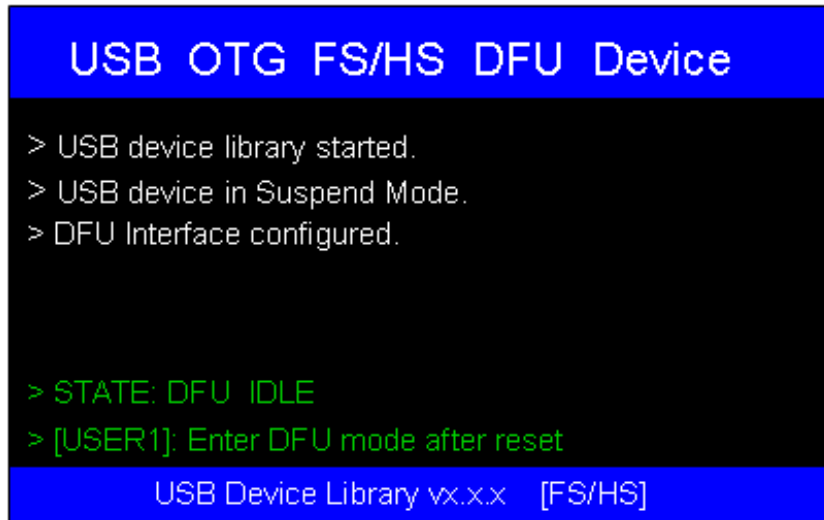 USB OTG FS/HS DFU Device
> USB device library started.
> USB device in Suspend Mode.
> DFU Interface configured.
> STATE: DFU IDLE
> [USER1]: Enter DFU mode after reset
USB Device Library vx.x.x [FS/HS]